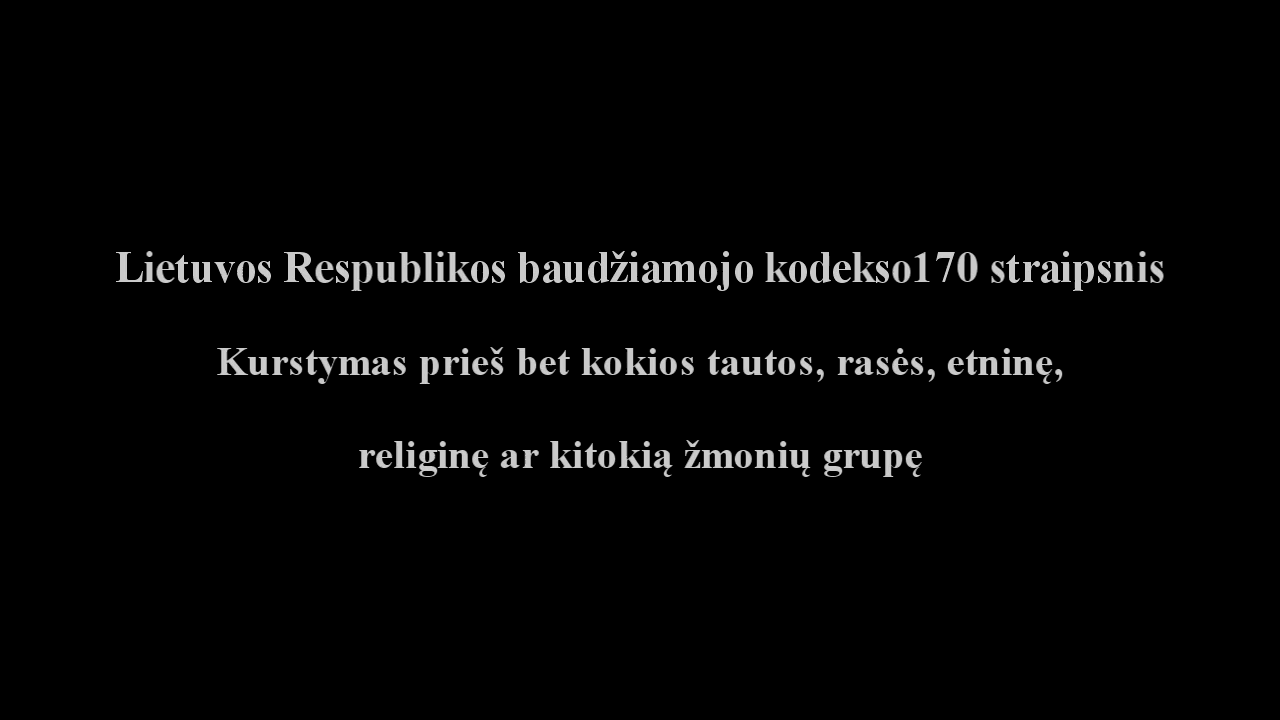 Lietuvos Respublikos baudžiamojo kodekso170 straipsnis
Kurstymas prieš bet kokios tautos, rasės, etninę,
religinę ar kitokią žmonių grupę